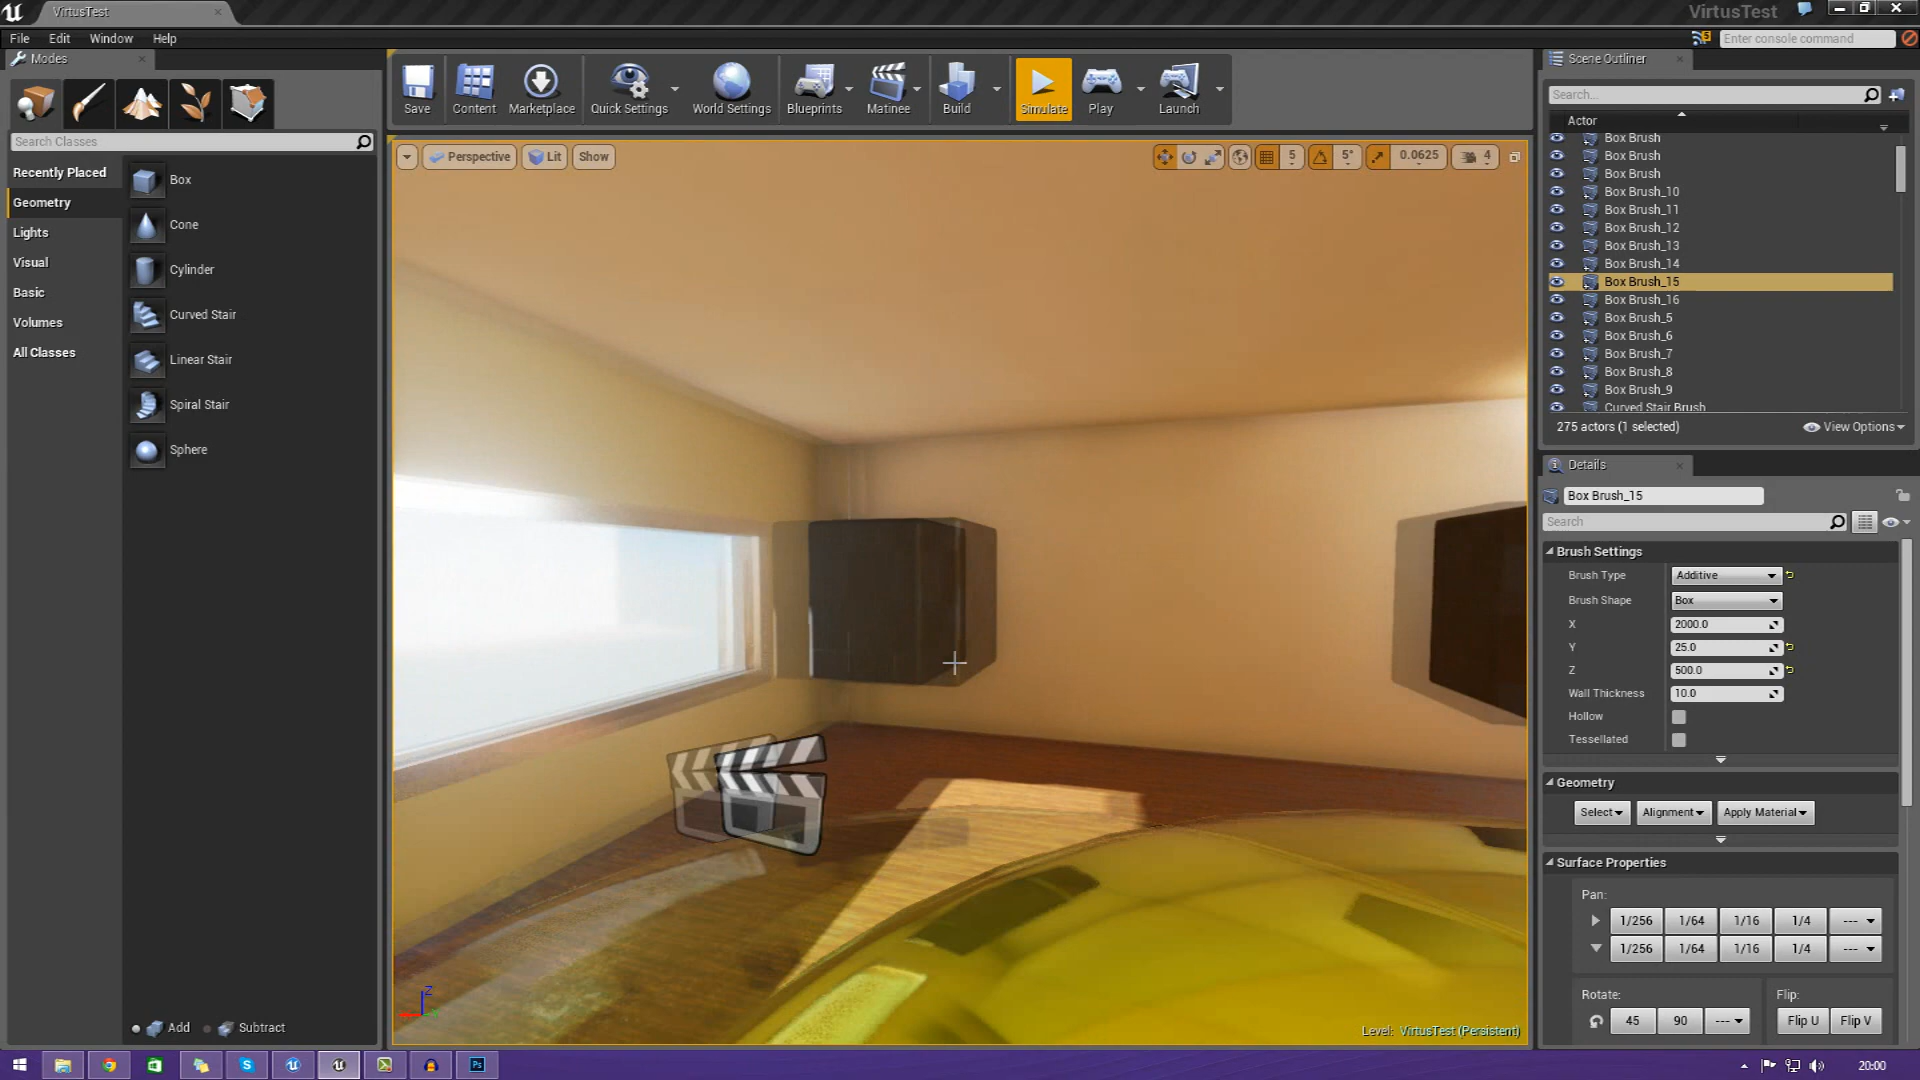 VirtusTest
VirtusTest
File Edit Window Help
Enter console command
Modes
Scene Outliner
Save Content Marketplace Quick Settings World Settings Blueprints Matinee Build Simulate Play Launch
Search...
Search Classes
Actor
Perspective Lit Show
5 5° 0.0625 4
Recently Placed
Geometry
Lights
Visual
Basic
Volumes
All Classes
Box
Cone
Cylinder
Curved Stair
Linear Stair
Spiral Stair
Sphere
Box Brush
Box Brush
Box Brush
Box Brush_10
Box Brush_11
Box Brush_12
Box Brush_13
Box Brush_14
Box Brush_15
Box Brush_16
Box Brush_5
Box Brush_6
Box Brush_7
Box Brush_8
Box Brush_9
Curved Stair Brush
275 actors (1 selected) View Options
Details
Box Brush_15
Search
Brush Settings
Brush Type Additive
Brush Shape Box
X 2000.0
Y 25.0
Z 500.0
Wall Thickness 10.0
Hollow
Tessellated
Geometry
Select Alignment Apply Material
Surface Properties
Pan:
1/256 1/64 1/16 1/4 ---
1/256 1/64 1/16 1/4 ---
Rotate: Flip:
45 90 --- Flip U Flip V
Add Subtract
Z
Level: VirtusTest (Persistent)
Ps
20:00